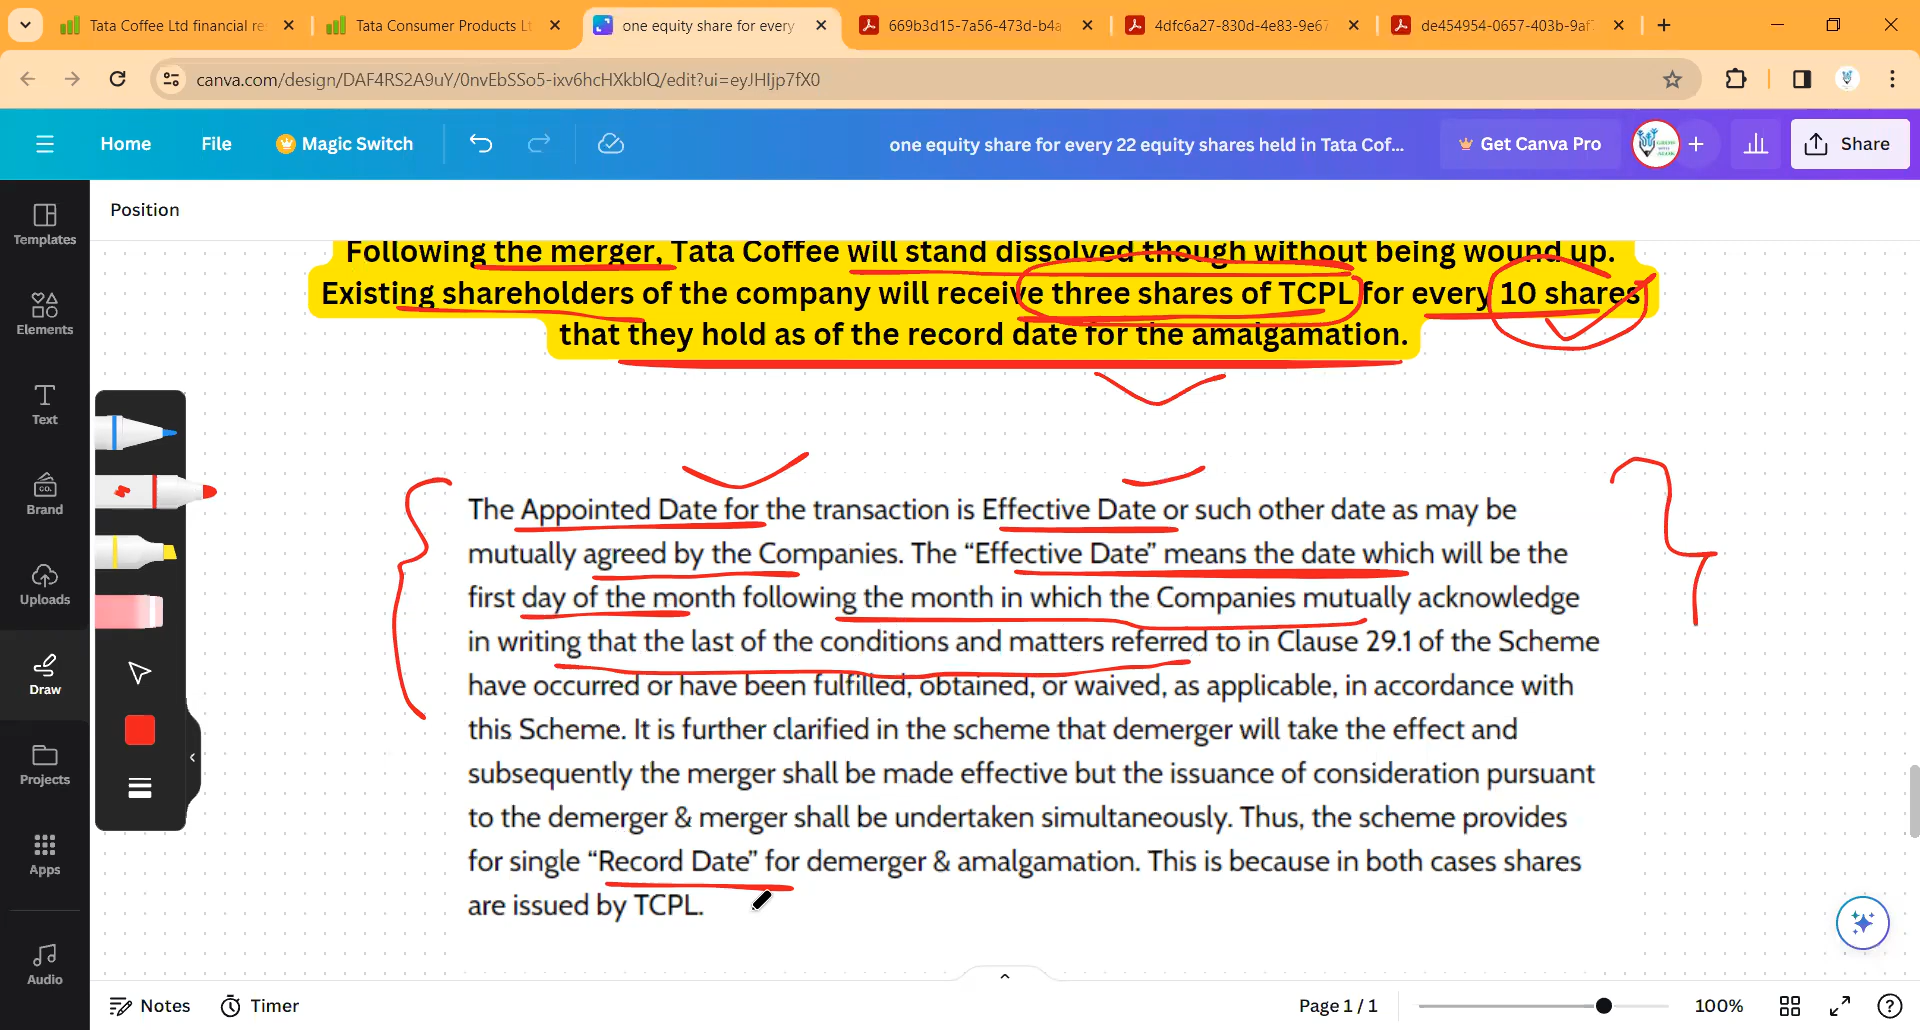 Tata Coffee Ltd financial re
Tata Consumer Products Lt
one equity share for every
669b3d15-7a56-473d-b4a
4dfc6a27-830d-4e83-9e67
de454954-0657-403b-9af
canva.com/design/DAF4RS2A9uY/0nvEbSSo5-ixv6hcHXkblQ/edit?ui=eyJHIjp7fX0
Home
File
Magic Switch
one equity share for every 22 equity shares held in Tata Cof...
Get Canva Pro
Share
Position
Templates
Elements
Text
Brand
Uploads
Draw
Projects
Apps
Audio
Following the merger, Tata Coffee will stand dissolved though without being wound up.
Existing shareholders of the company will receive three shares of TCPL for every 10 shares
that they hold as of the record date for the amalgamation.
The Appointed Date for the transaction is Effective Date or such other date as may be
mutually agreed by the Companies. The “Effective Date” means the date which will be the
first day of the month following the month in which the Companies mutually acknowledge
in writing that the last of the conditions and matters referred to in Clause 29.1 of the Scheme
have occurred or have been fulfilled, obtained, or waived, as applicable, in accordance with
this Scheme. It is further clarified in the scheme that demerger will take the effect and
subsequently the merger shall be made effective but the issuance of consideration pursuant
to the demerger & merger shall be undertaken simultaneously. Thus, the scheme provides
for single “Record Date” for demerger & amalgamation. This is because in both cases shares
are issued by TCPL.
Notes
Timer
Page 1 / 1
100%